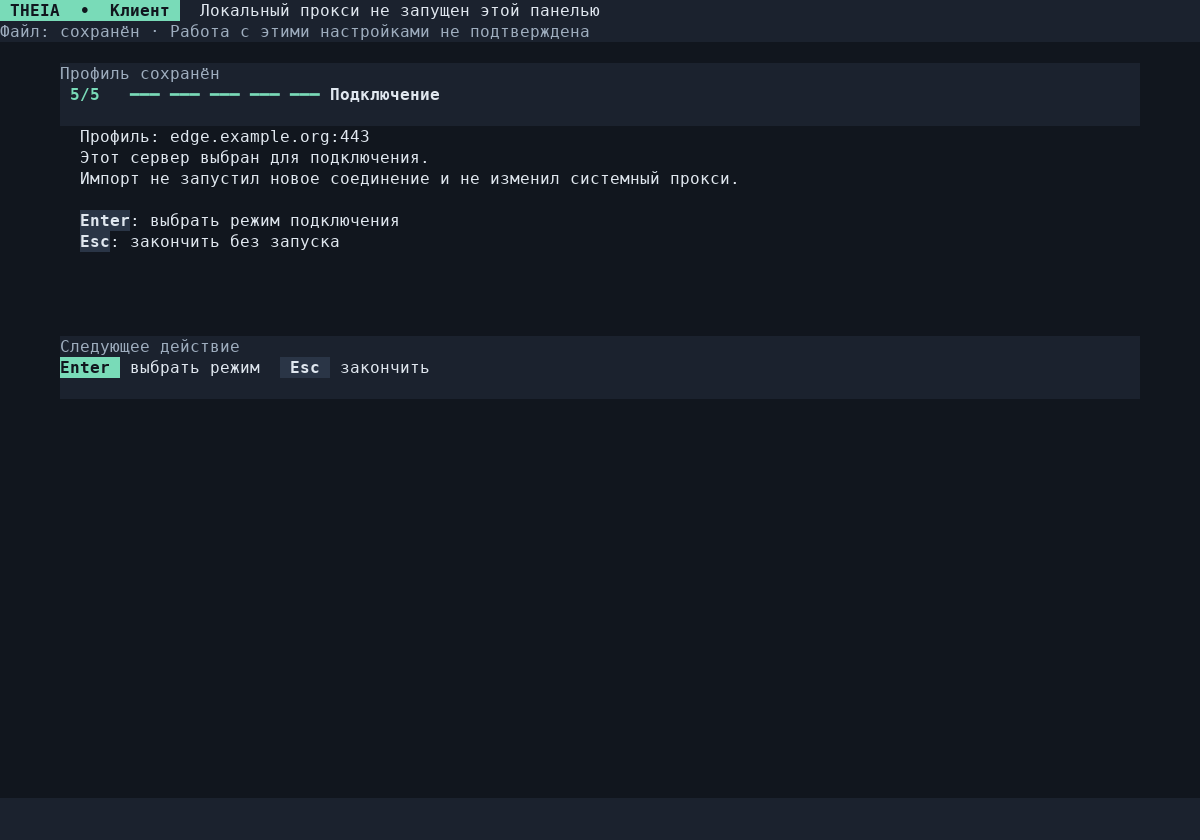 THEIA • Клиент Локальный прокси не запущен этой панелью
Файл: сохранён · Работа с этими настройками не подтверждена
Профиль сохранён
5/5 ━━━ ━━━ ━━━ ━━━ ━━━ Подключение
Профиль: edge.example.org:443
Этот сервер выбран для подключения.
Импорт не запустил новое соединение и не изменил системный прокси.
Enter: выбрать режим подключения
Esc: закончить без запуска
Следующее действие
Enter выбрать режим Esc закончить